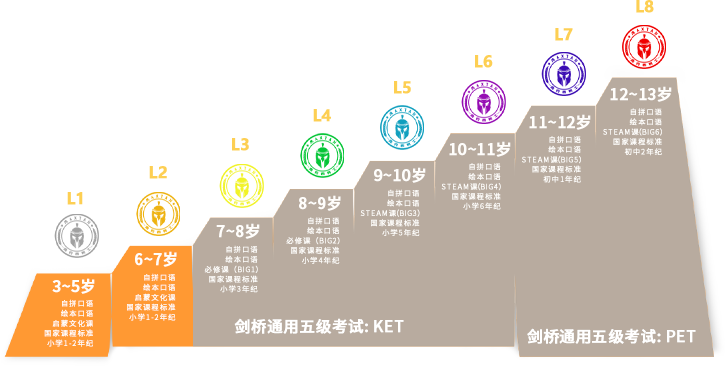 L1
3~5岁
自拼口语
绘本口语
启蒙文化课
国家课程标准
小学1-2年纪
L2
6~7岁
自拼口语
绘本口语
启蒙文化课
国家课程标准
小学1-2年纪
L3
7~8岁
自拼口语
绘本口语
必修课（BIG1）
国家课程标准
小学3年纪
L4
8~9岁
自拼口语
绘本口语
必修课（BIG2）
国家课程标准
小学4年纪
L5
9~10岁
自拼口语
绘本口语
STEAM课(BIG3)
国家课程标准
小学5年纪
L6
10~11岁
自拼口语
绘本口语
STEAM课(BIG4)
国家课程标准
小学6年纪
L7
11~12岁
自拼口语
绘本口语
STEAM课(BIG5)
国家课程标准
初中1年纪
L8
12~13岁
自拼口语
绘本口语
STEAM课(BIG6)
国家课程标准
初中2年纪
剑桥通用五级考试: KET
剑桥通用五级考试: PET